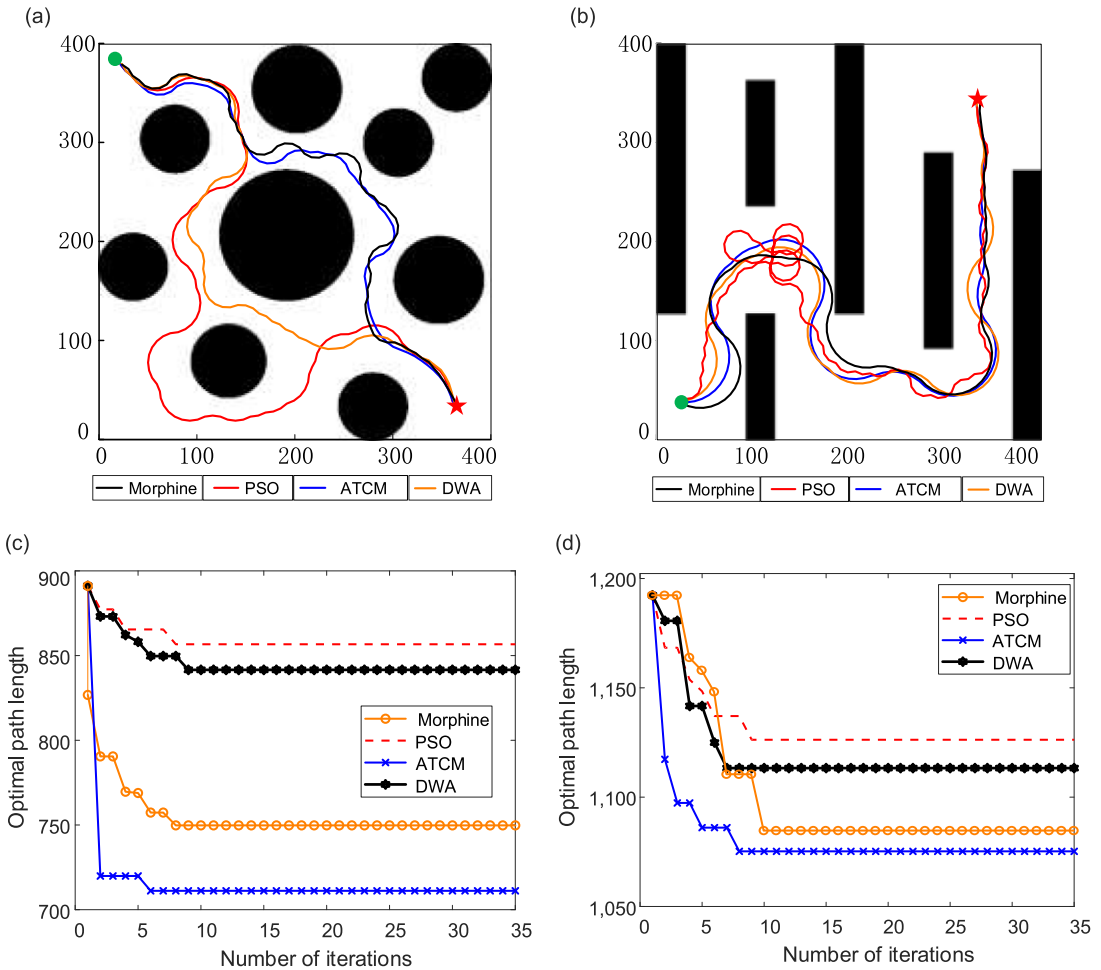 (a)
(b)
400
300
200
100
0
0 100 200 300 400
Morphine PSO ATCM DWA
400
300
200
100
0
0 100 200 300 400
Morphine PSO ATCM DWA
(c)
(d)
900
850
800
750
700
Optimal path length
Morphine
PSO
ATCM
DWA
0 5 10 15 20 25 30 35
Number of iterations
1,200
1,150
1,100
1,050
Optimal path length
Morphine
PSO
ATCM
DWA
0 5 10 15 20 25 30 35
Number of iterations